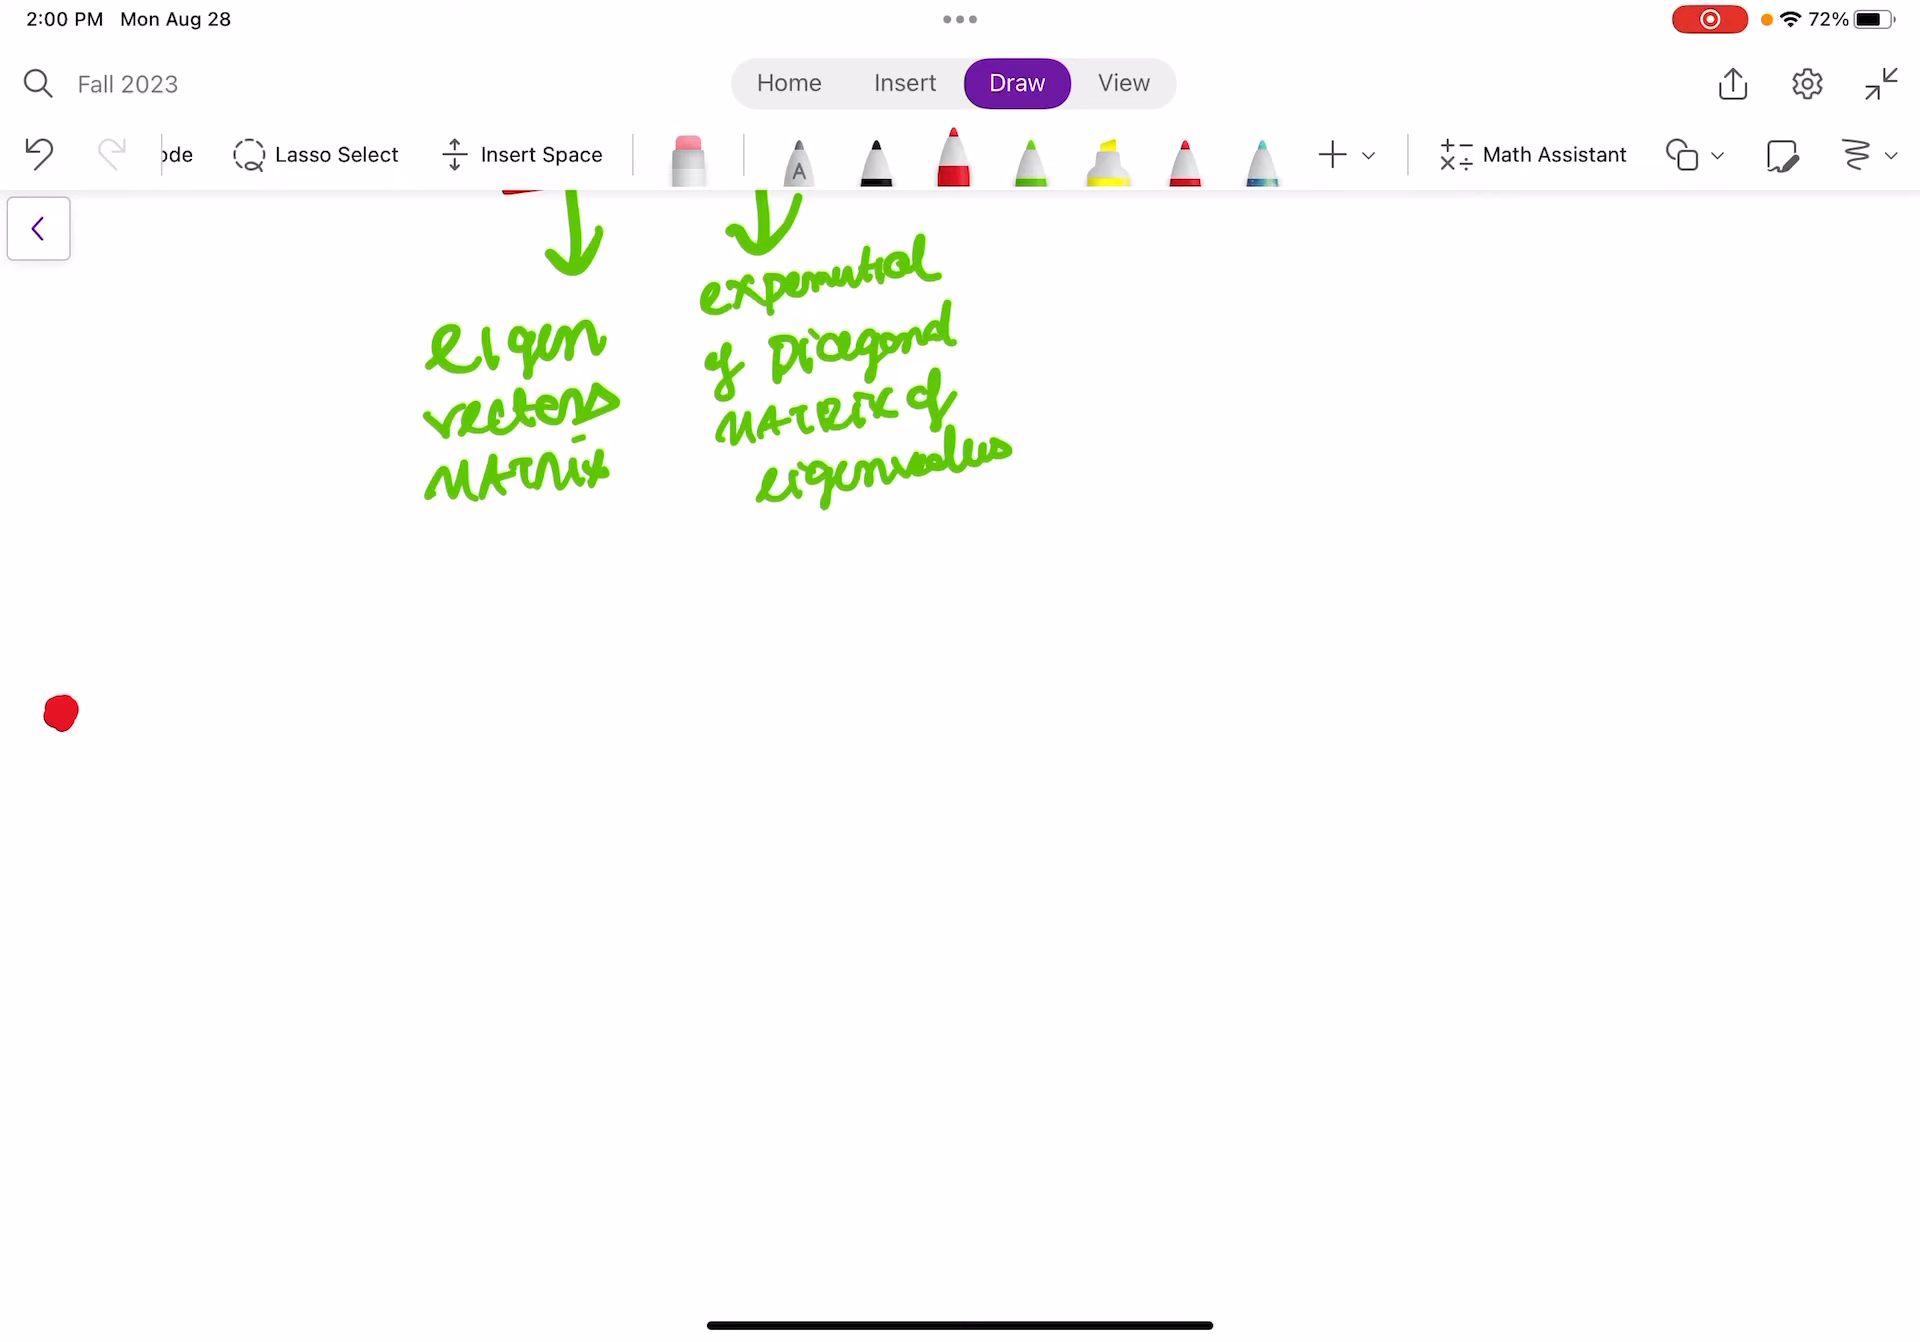 2:00 PM Mon Aug 28
72%
Fall 2023
Home Insert Draw View
ode Lasso Select Insert Space A Math Assistant
exponential
eigen of Diagonal
vectors MATRIX of
MATRIX eigenvalues